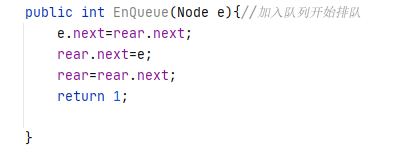 public int EnQueue(Node e){//加入队列开始排队
e.next=rear.next;
rear.next=e;
rear=rear.next;
return 1;
}